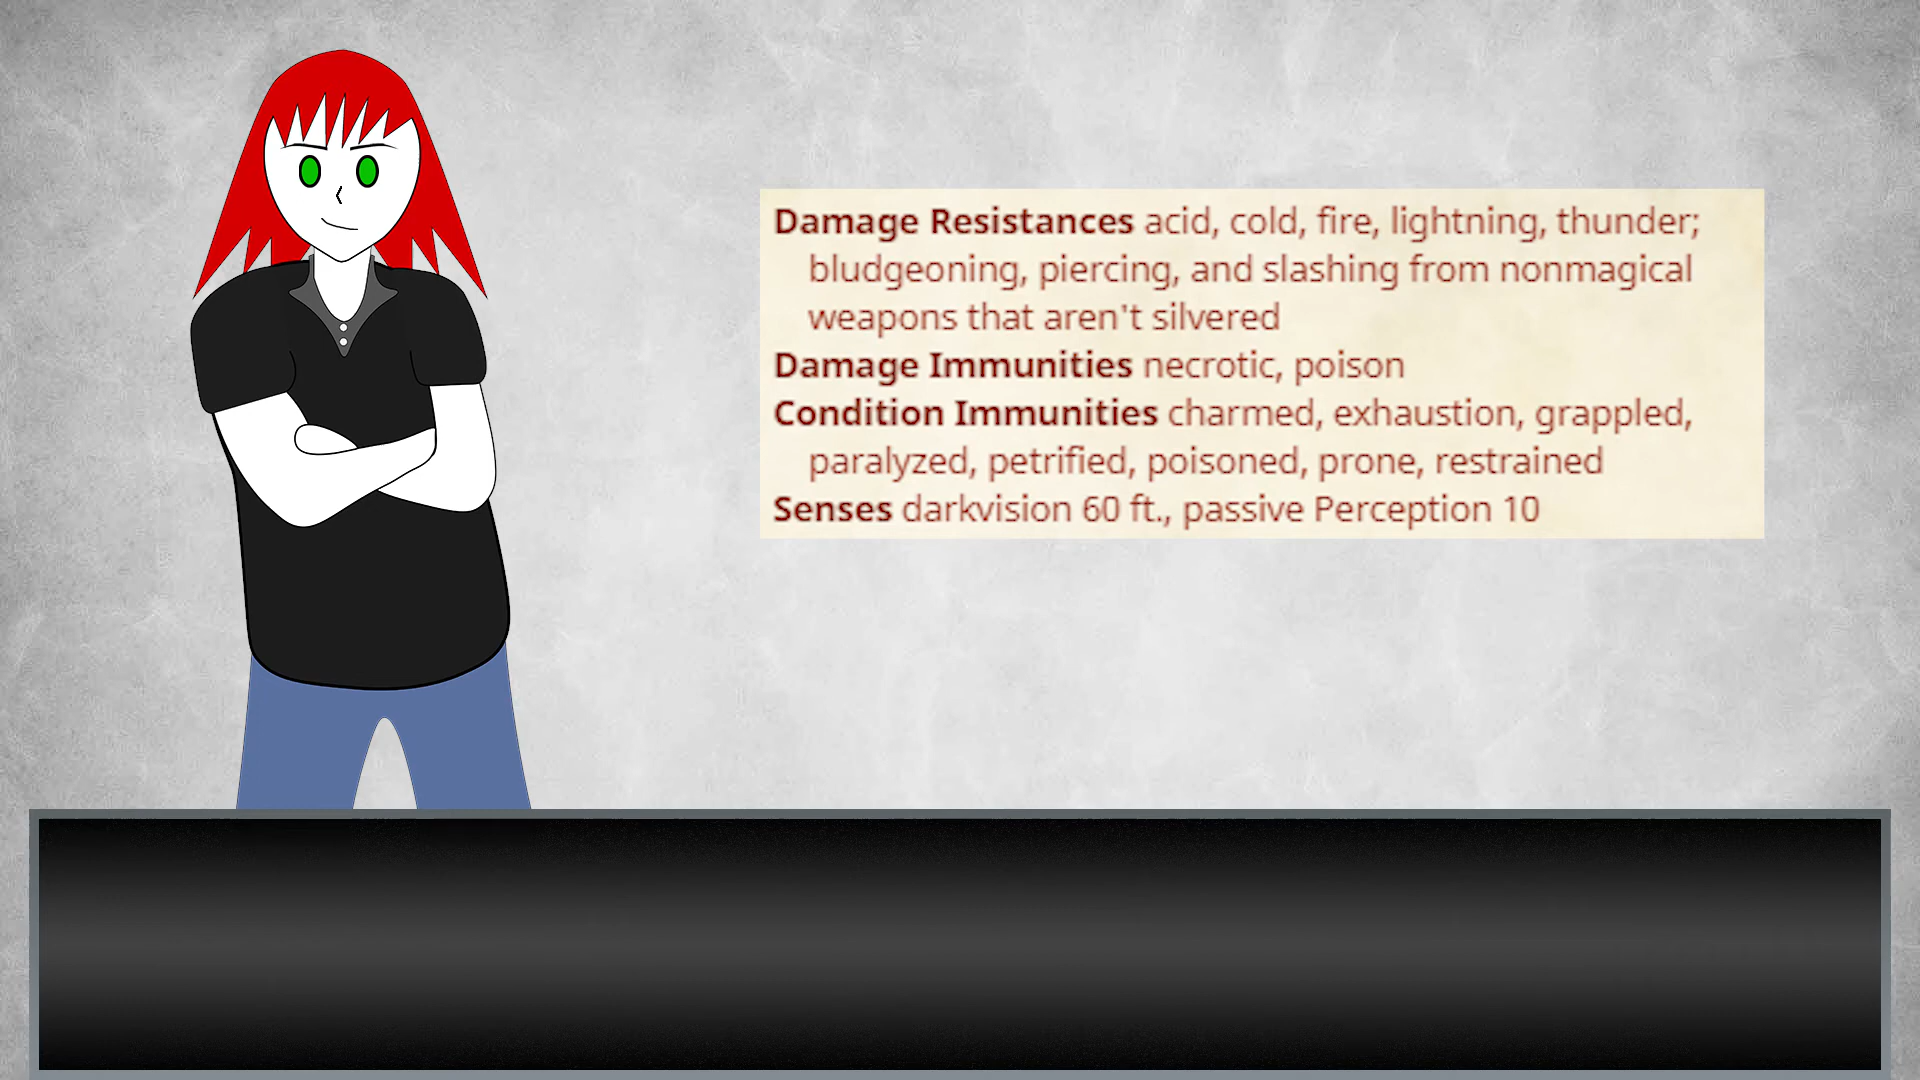 Damage Resistances acid, cold, fire, lightning, thunder;
bludgeoning, piercing, and slashing from nonmagical
weapons that aren't silvered
Damage Immunities necrotic, poison
Condition Immunities charmed, exhaustion, grappled,
paralyzed, petrified, poisoned, prone, restrained
Senses darkvision 60 ft., passive Perception 10